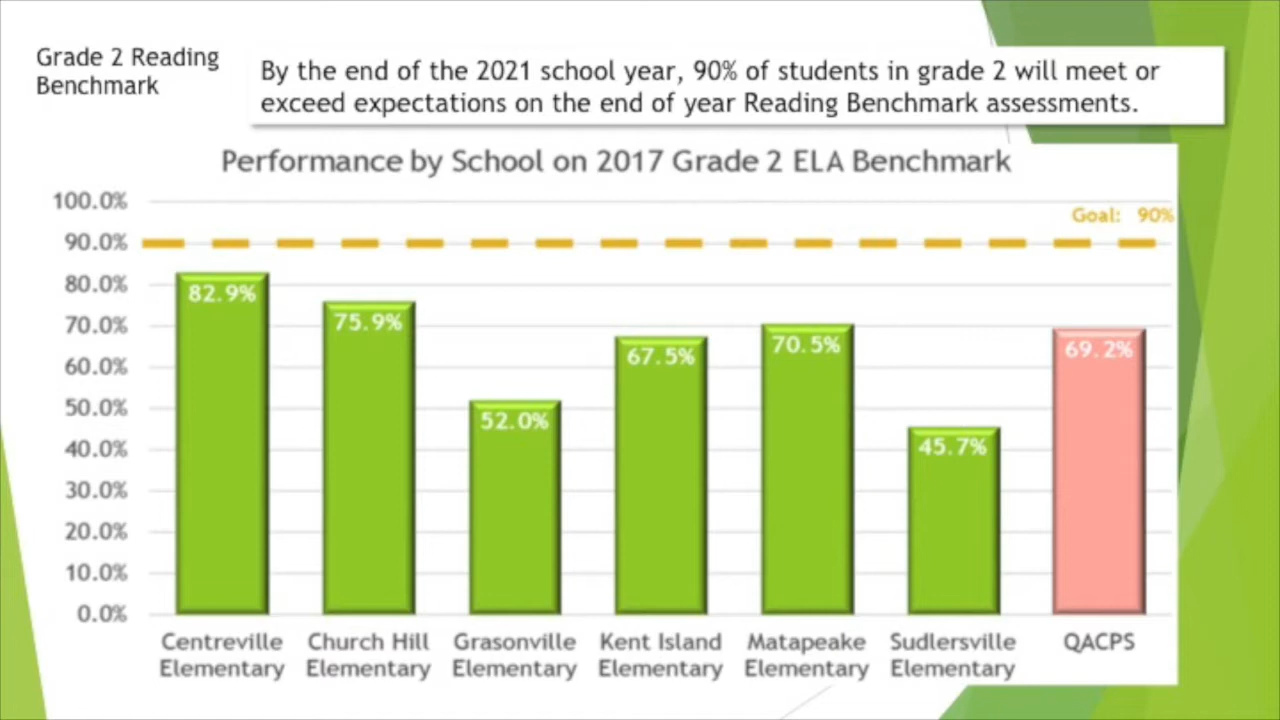 Grade 2 Reading
Benchmark
By the end of the 2021 school year, 90% of students in grade 2 will meet or
exceed expectations on the end of year Reading Benchmark assessments.
Performance by School on 2017 Grade 2 ELA Benchmark
100.0%
Goal: 90%
90.0%
80.0%
70.0%
60.0%
50.0%
40.0%
30.0%
20.0%
10.0%
0.0%
82.9%
75.9%
52.0%
67.5%
70.5%
45.7%
69.2%
Centreville
Elementary
Church Hill
Elementary
Grasonville
Elementary
Kent Island
Elementary
Matapeake
Elementary
Sudlersville
Elementary
QACPS